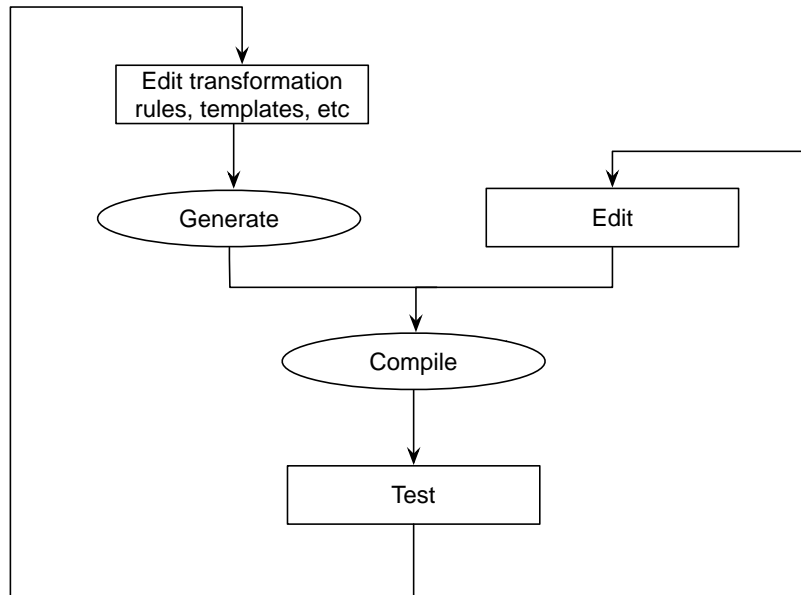 Edit transformation
rules, templates, etc
Generate
Edit
Compile
Test